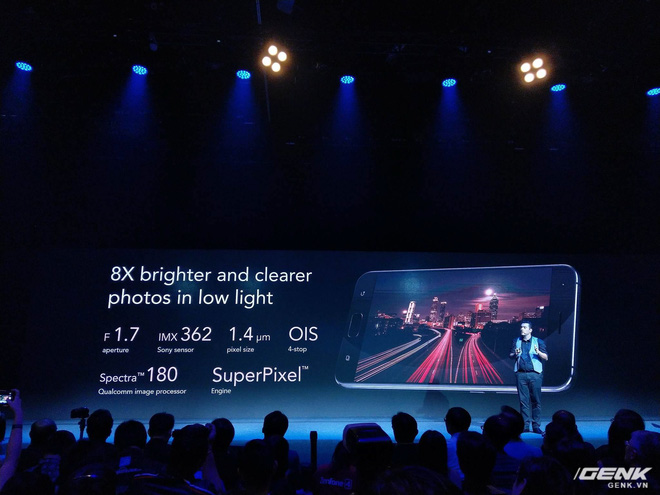 8X brighter and clearer
photos in low light
F 1.7 IMX 362 1.4 µm OIS
aperture Sony sensor pixel size 4-stop
Spectra™ 180 SuperPixel™
Qualcomm image processor Engine
GENK
GENK.VN